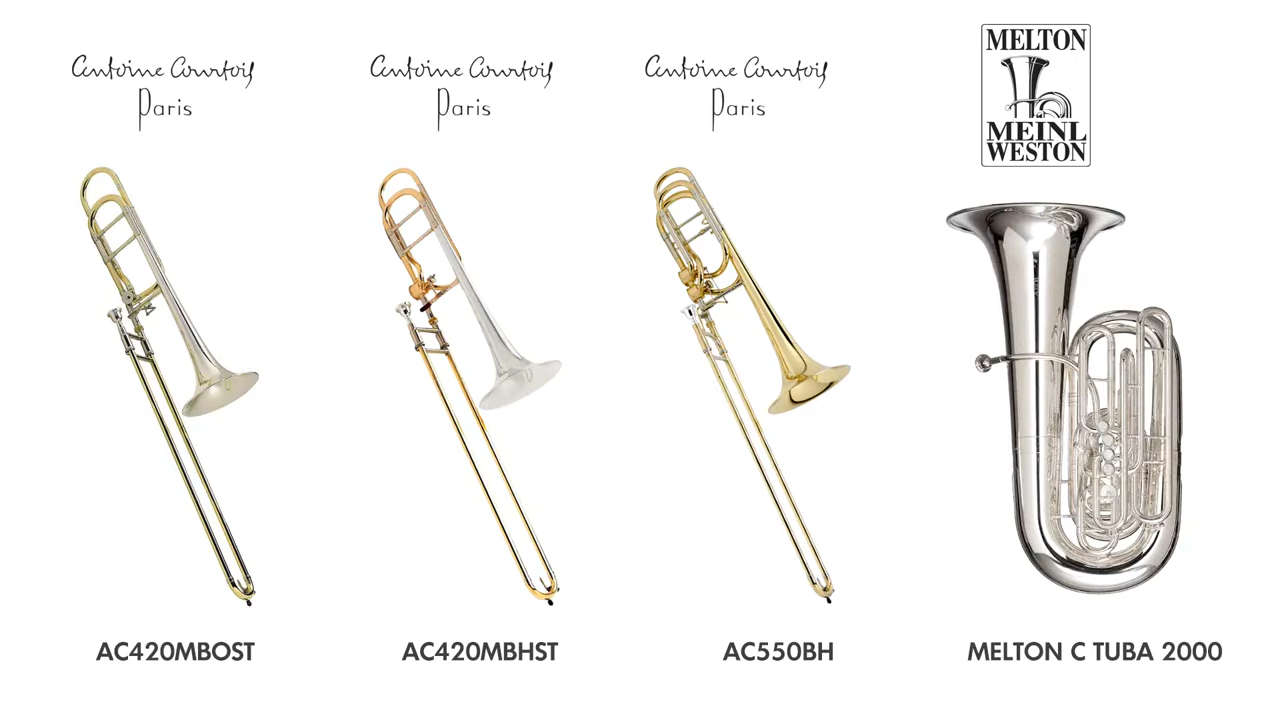 Antoine Courtois
Paris
Antoine Courtois
Paris
Antoine Courtois
Paris
MELTON
MEINL
WESTON
AC420MBOST
AC420MBHST
AC550BH
MELTON C TUBA 2000